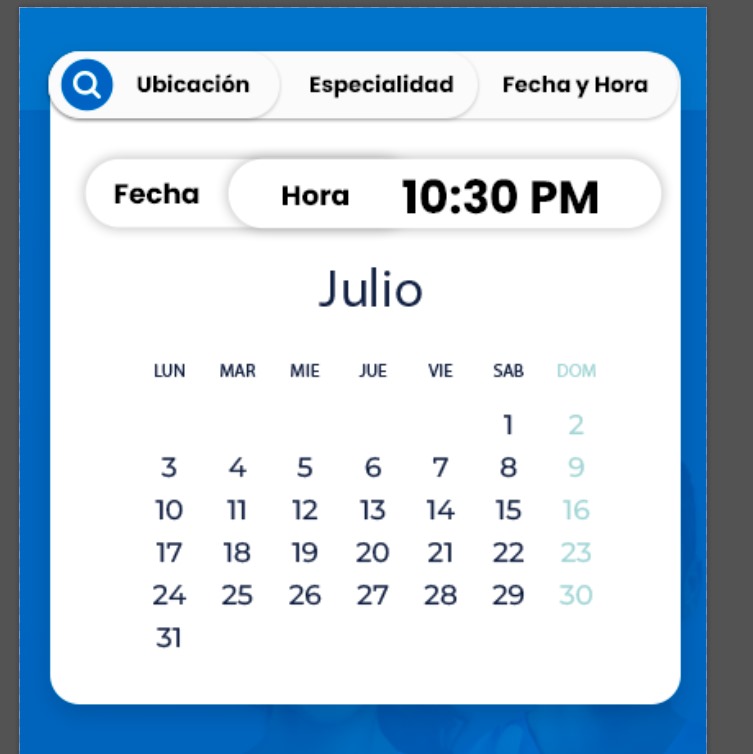 Ubicación Especialidad Fecha y Hora
Fecha Hora 10:30 PM
Julio
LUN MAR MIE JUE VIE SAB DOM
1 2
3 4 5 6 7 8 9
10 11 12 13 14 15 16
17 18 19 20 21 22 23
24 25 26 27 28 29 30
31